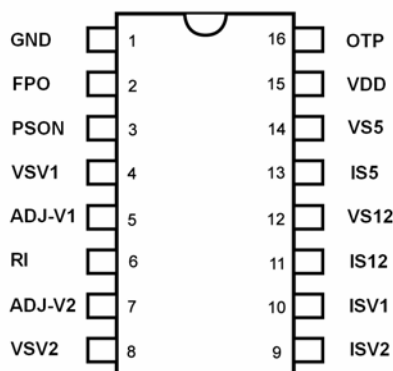 GND 1 16 OTP
FPO 2 15 VDD
PSON 3 14 VS5
VSV1 4 13 IS5
ADJ-V1 5 12 VS12
RI 6 11 IS12
ADJ-V2 7 10 ISV1
VSV2 8 9 ISV2